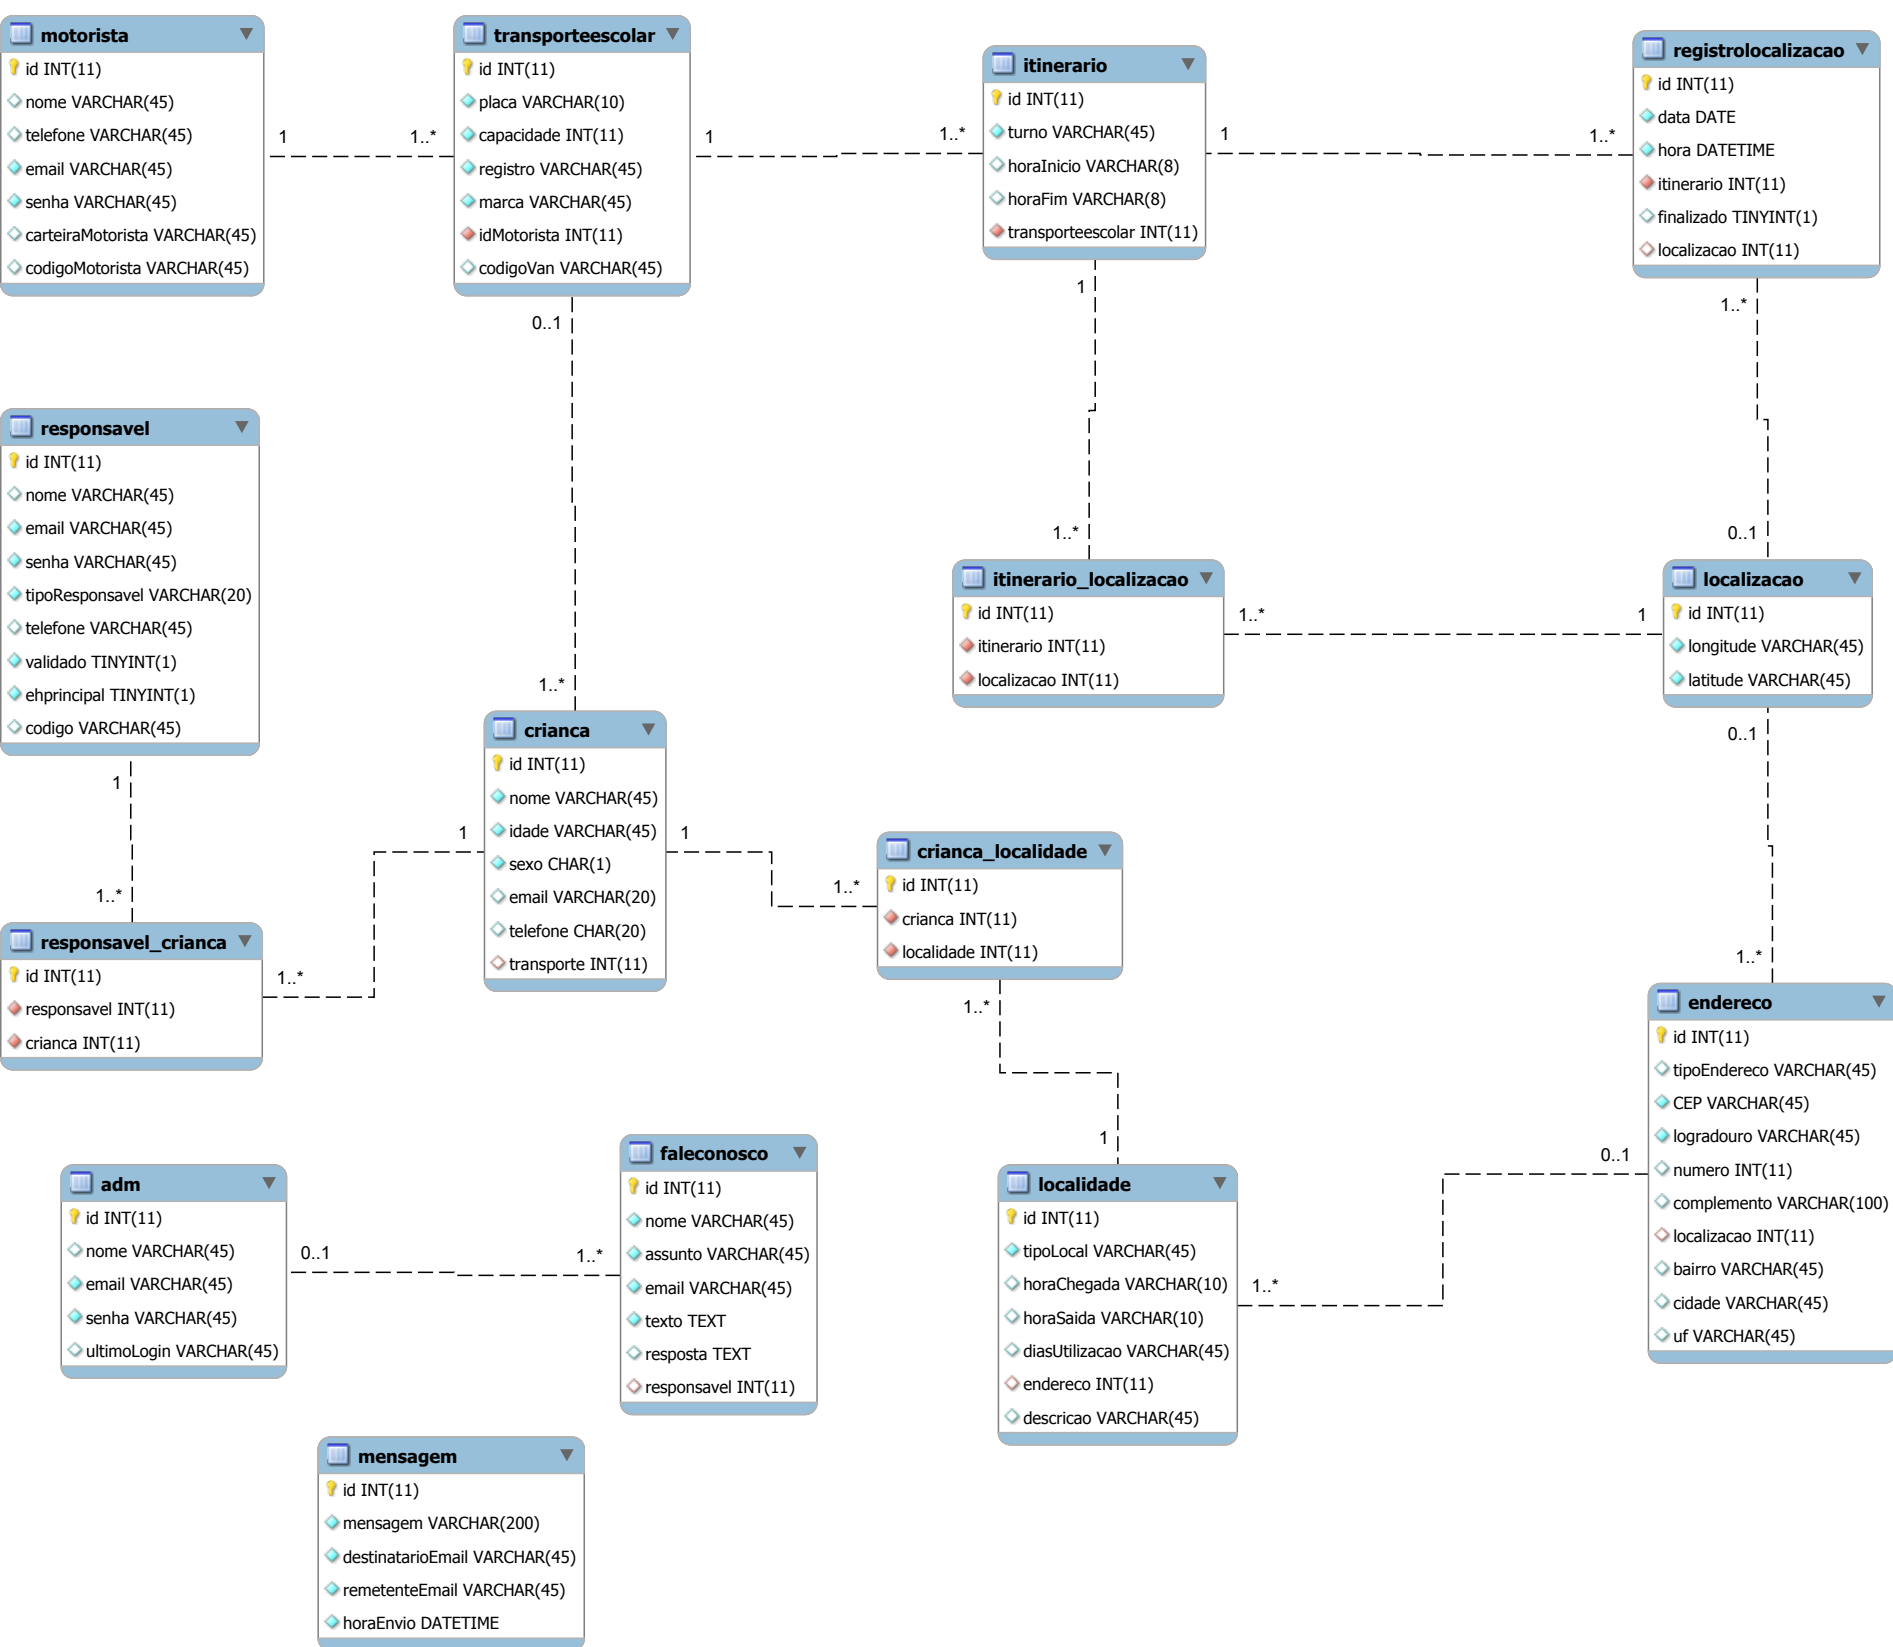 motorista
id INT(11)
nome VARCHAR(45)
telefone VARCHAR(45)
email VARCHAR(45)
senha VARCHAR(45)
carteiraMotorista VARCHAR(45)
codigoMotorista VARCHAR(45)
1
1..*
transporteescolar
id INT(11)
placa VARCHAR(10)
capacidade INT(11)
registro VARCHAR(45)
marca VARCHAR(45)
idMotorista INT(11)
codigoVan VARCHAR(45)
1
1..*
itinerario
id INT(11)
turno VARCHAR(45)
horaInicio VARCHAR(8)
horaFim VARCHAR(8)
transporteescolar INT(11)
1
1..*
registrolocalizacao
id INT(11)
data DATE
hora DATETIME
itinerario INT(11)
finalizado TINYINT(1)
localizacao INT(11)
0..1
1..*
1
1..*
1..*
0..1
responsavel
id INT(11)
nome VARCHAR(45)
email VARCHAR(45)
senha VARCHAR(45)
tipoResponsavel VARCHAR(20)
telefone VARCHAR(45)
validado TINYINT(1)
ehprincipal TINYINT(1)
codigo VARCHAR(45)
1
1..*
itinerario_localizacao
id INT(11)
itinerario INT(11)
localizacao INT(11)
1..*
1
localizacao
id INT(11)
longitude VARCHAR(45)
latitude VARCHAR(45)
0..1
1..*
crianca
id INT(11)
nome VARCHAR(45)
idade VARCHAR(45)
sexo CHAR(1)
email VARCHAR(20)
telefone CHAR(20)
transporte INT(11)
1
1..*
1
1..*
crianca_localidade
id INT(11)
crianca INT(11)
localidade INT(11)
1..*
1
responsavel_crianca
id INT(11)
responsavel INT(11)
crianca INT(11)
endereco
id INT(11)
tipoEndereco VARCHAR(45)
CEP VARCHAR(45)
logradouro VARCHAR(45)
numero INT(11)
complemento VARCHAR(100)
localizacao INT(11)
bairro VARCHAR(45)
cidade VARCHAR(45)
uf VARCHAR(45)
0..1
1..*
adm
id INT(11)
nome VARCHAR(45)
email VARCHAR(45)
senha VARCHAR(45)
ultimoLogin VARCHAR(45)
0..1
1..*
faleconosco
id INT(11)
nome VARCHAR(45)
assunto VARCHAR(45)
email VARCHAR(45)
texto TEXT
resposta TEXT
responsavel INT(11)
localidade
id INT(11)
tipoLocal VARCHAR(45)
horaChegada VARCHAR(10)
horaSaida VARCHAR(10)
diasUtilizacao VARCHAR(45)
endereco INT(11)
descricao VARCHAR(45)
mensagem
id INT(11)
mensagem VARCHAR(200)
destinatarioEmail VARCHAR(45)
remetenteEmail VARCHAR(45)
horaEnvio DATETIME